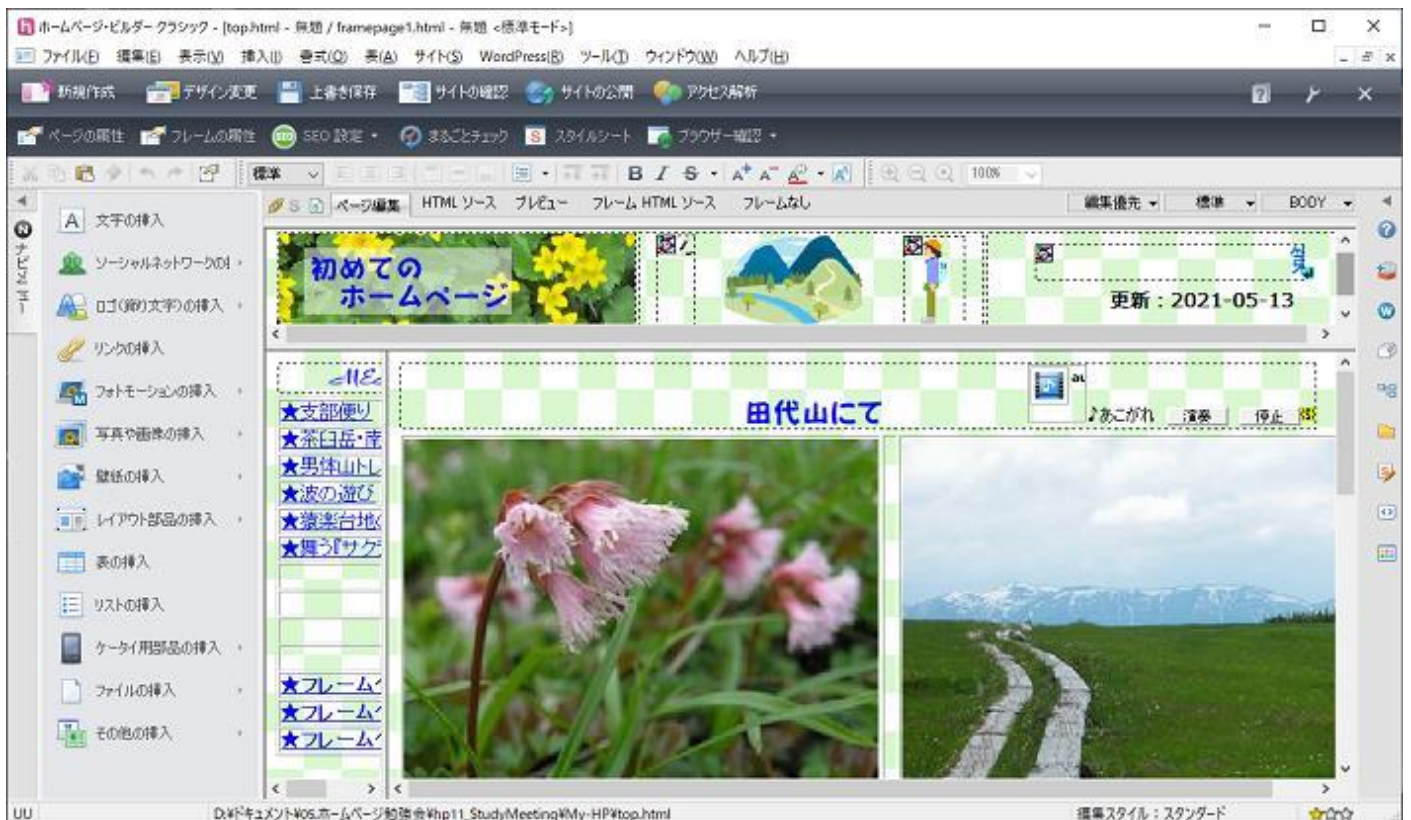 ホームページ・ビルダー クラシック - [top.html - 無題 / framepage1.html - 無題 <標準モード>]
ファイル(F) 編集(E) 表示(V) 挿入(I) 書式(O) 表(A) サイト(S) WordPress(R) ツール(T) ウィンドウ(W) ヘルプ(H)
新規作成 デザイン変更 上書き保存 サイトの確認 サイトの公開 アクセス解析
ページの属性 フレームの属性 SEO 設定 まるごとチェック スタイルシート ブラウザー確認
標準 B I S A+ A- 100%
ページ編集 HTML ソース プレビュー フレーム HTML ソース フレームなし 編集優先 標準 BODY
ナビメニュー
文字の挿入
ソーシャルネットワークの
ロゴ(飾り文字)の挿入
リンクの挿入
フォトモーションの挿入
写真や画像の挿入
壁紙の挿入
レイアウト部品の挿入
表の挿入
リストの挿入
ケータイ用部品の挿入
ファイルの挿入
その他の挿入
初めての
ホームページ
更新:2021-05-13
★支部便り
★茶臼岳・
★男体山トレ
★波の遊び
★猿楽台地
★舞う『サク
★フレーム
★フレーム
★フレーム
田代山にて
♪あこがれ 演奏 停止
D:¥ドキュメント¥05.ホームページ勉強会¥hp11_StudyMeeting¥My-HP¥top.html
編集スタイル:スタンダード